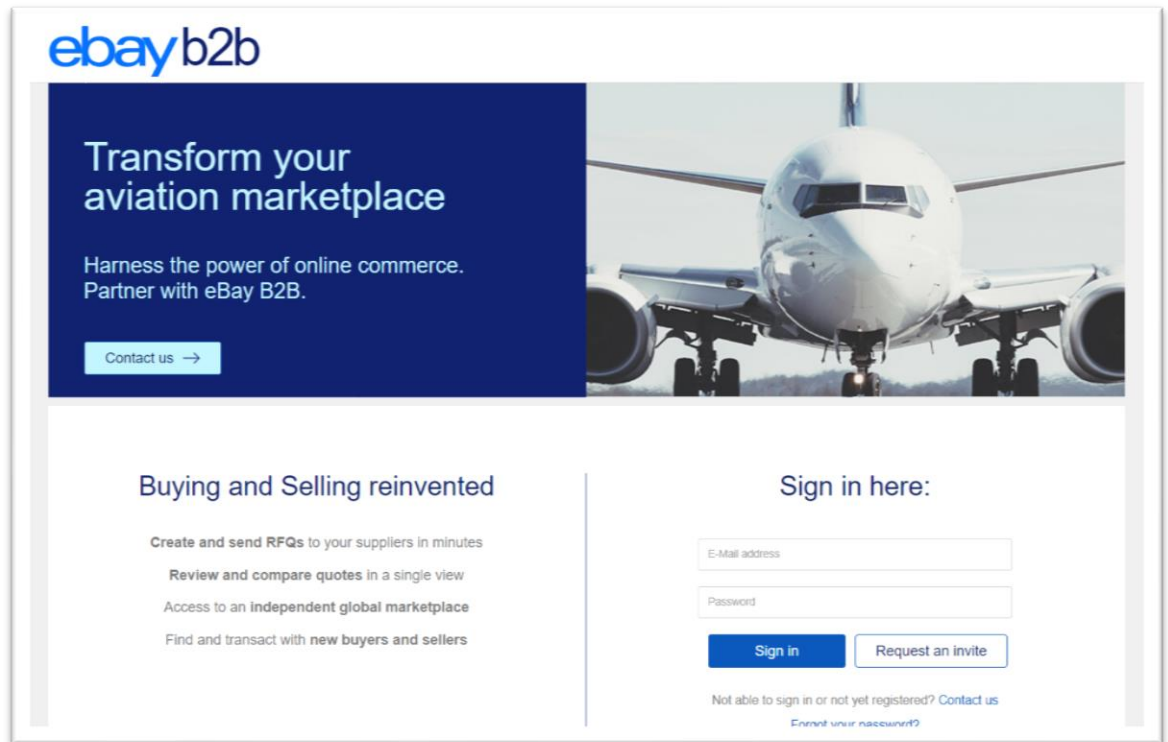 ebay b2b
Transform your
aviation marketplace
Harness the power of online commerce.
Partner with eBay B2B.
Contact us →
Buying and Selling reinvented
Create and send RFQs to your suppliers in minutes
Review and compare quotes in a single view
Access to an independent global marketplace
Find and transact with new buyers and sellers
Sign in here:
E-Mail address
Password
Sign in
Request an invite
Not able to sign in or not yet registered? Contact us
Forgot your password?